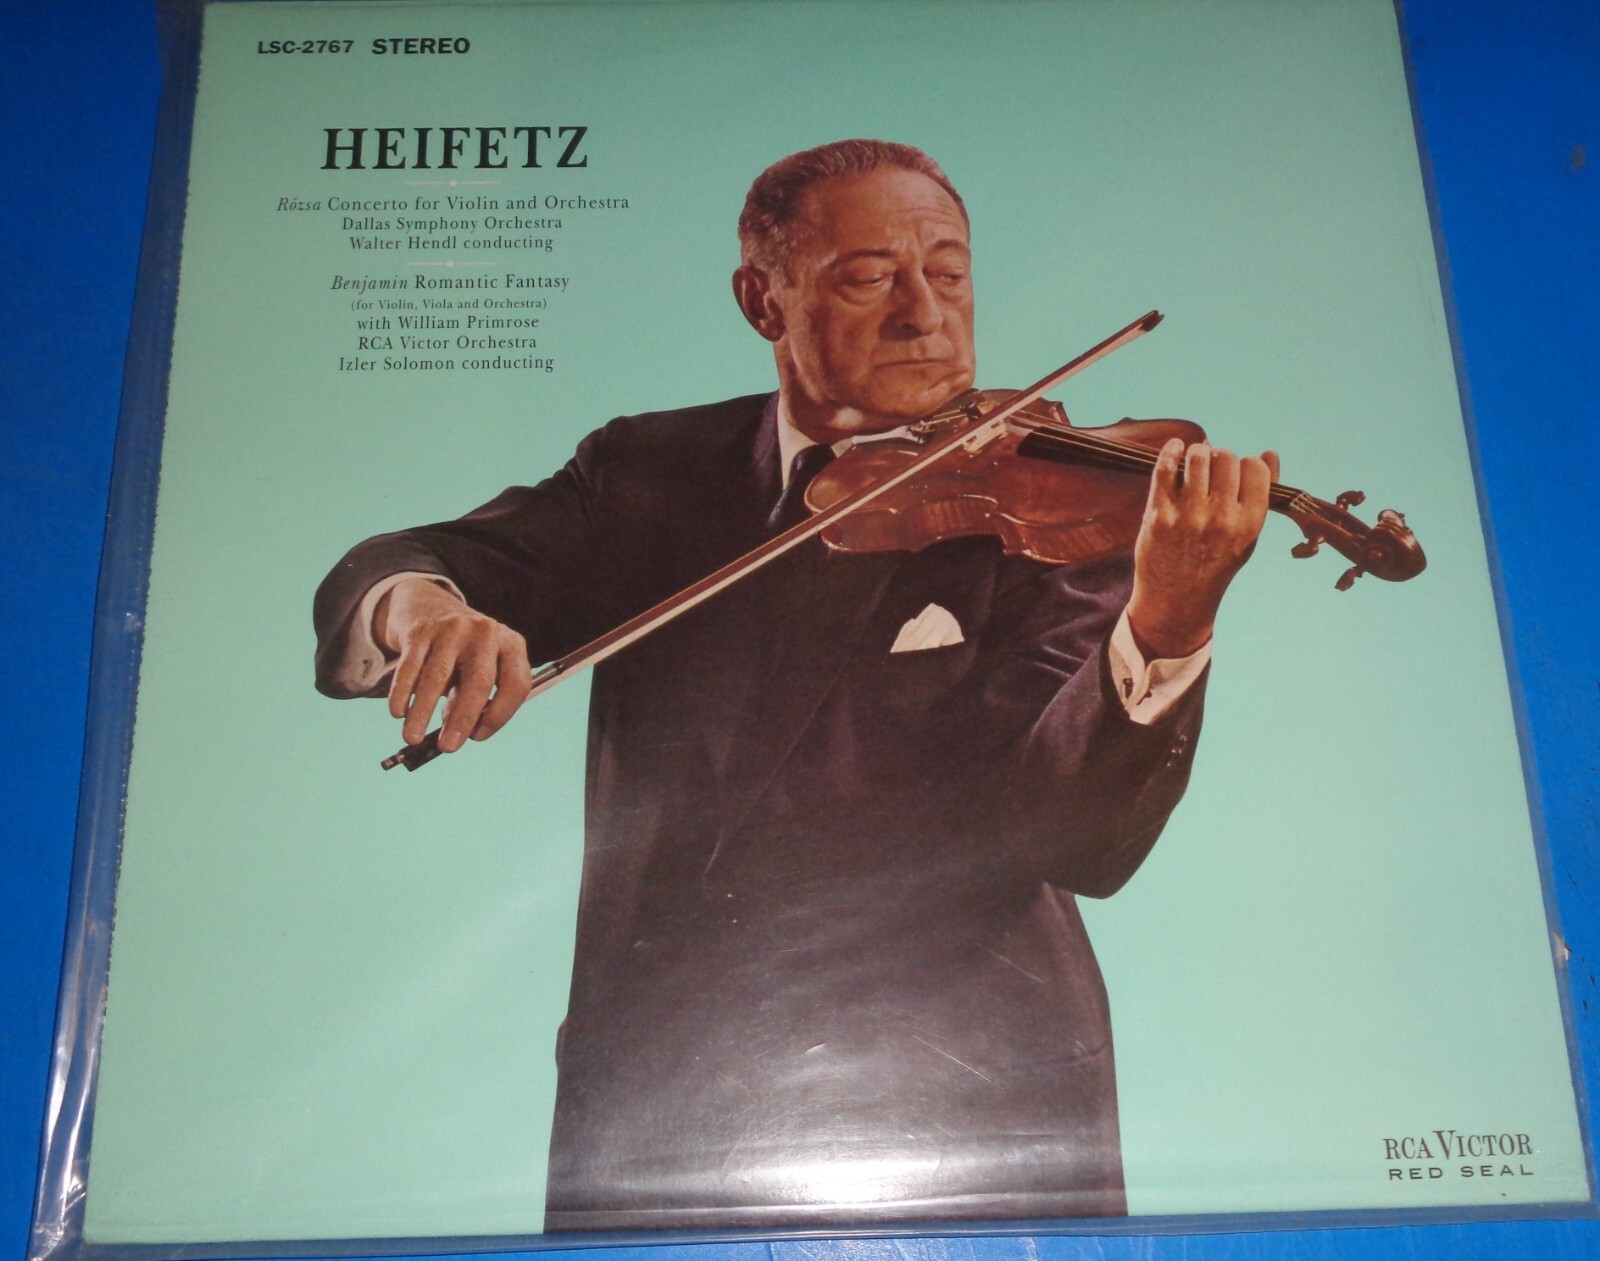 LSC-2767 STEREO
HEIFETZ
Rózsa Concerto for Violin and Orchestra
Dallas Symphony Orchestra
Walter Hendl conducting
Benjamin Romantic Fantasy
(for Violin, Viola and Orchestra)
with William Primrose
RCA Victor Orchestra
Izler Solomon conducting
RCA VICTOR
RED SEAL